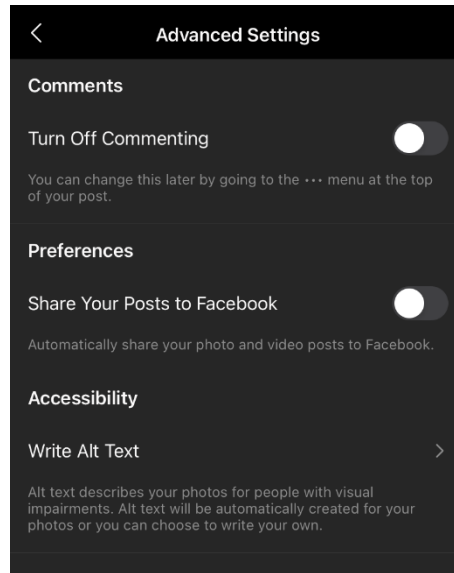 Advanced Settings
Comments
Turn Off Commenting
You can change this later by going to the ••• menu at the top
of your post.
Preferences
Share Your Posts to Facebook
Automatically share your photo and video posts to Facebook.
Accessibility
Write Alt Text
Alt text describes your photos for people with visual
impairments. Alt text will be automatically created for your
photos or you can choose to write your own.